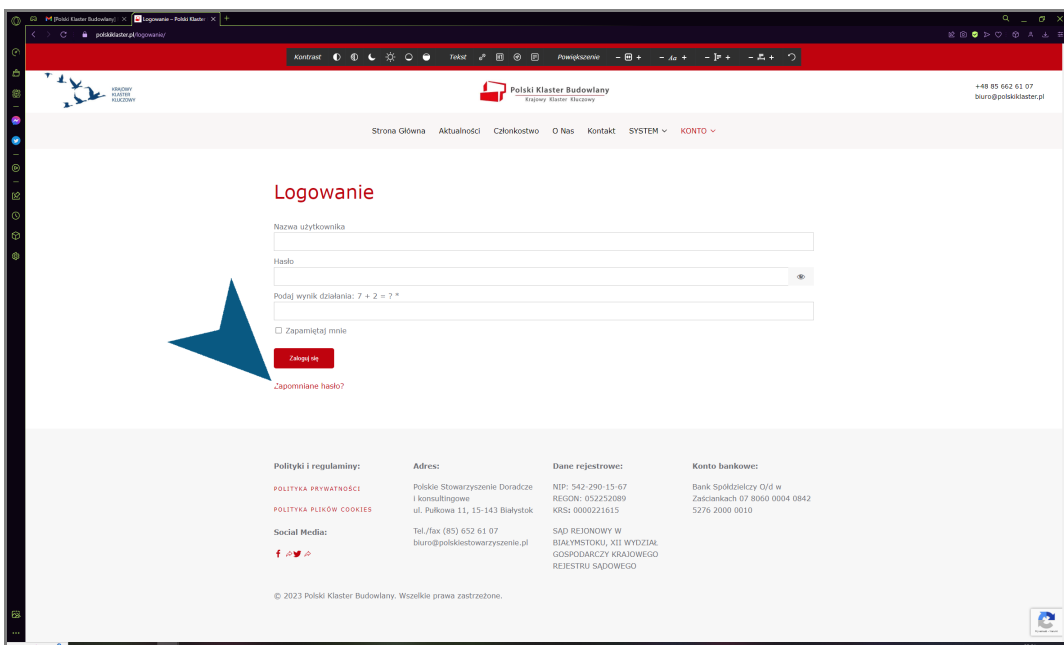 M [Polski Klaster Budowlany]
Logowanie – Polski Klaster
polskiklaster.pl/logowanie/
Kontrast
Tekst
Powiększenie
KRAJOWY
KLASTER
KLUCZOWY
Polski Klaster Budowlany
Krajowy Klaster Kluczowy
+48 85 662 61 07
biuro@polskiklaster.pl
Strona Główna Aktualności Członkostwo O Nas Kontakt SYSTEM KONTO
Logowanie
Nazwa użytkownika
Hasło
Podaj wynik działania: 7 + 2 = ? *
Zapamiętaj mnie
Zaloguj się
Zapomniane hasło?
Polityki i regulaminy:
POLITYKA PRYWATNOŚCI
POLITYKA PLIKÓW COOKIES
Social Media:
Adres:
Polskie Stowarzyszenie Doradcze
i konsultingowe
ul. Pułkowa 11, 15-143 Białystok
Tel./fax (85) 652 61 07
biuro@polskiestowarzyszenie.pl
Dane rejestrowe:
NIP: 542-290-15-67
REGON: 052252089
KRS: 0000221615
SĄD REJONOWY W
BIAŁYMSTOKU, XII WYDZIAŁ
GOSPODARCZY KRAJOWEGO
REJESTRU SĄDOWEGO
Konto bankowe:
Bank Spółdzielczy O/d w
Zaściankach 07 8060 0004 0842
5276 2000 0010
© 2023 Polski Klaster Budowlany. Wszelkie prawa zastrzeżone.